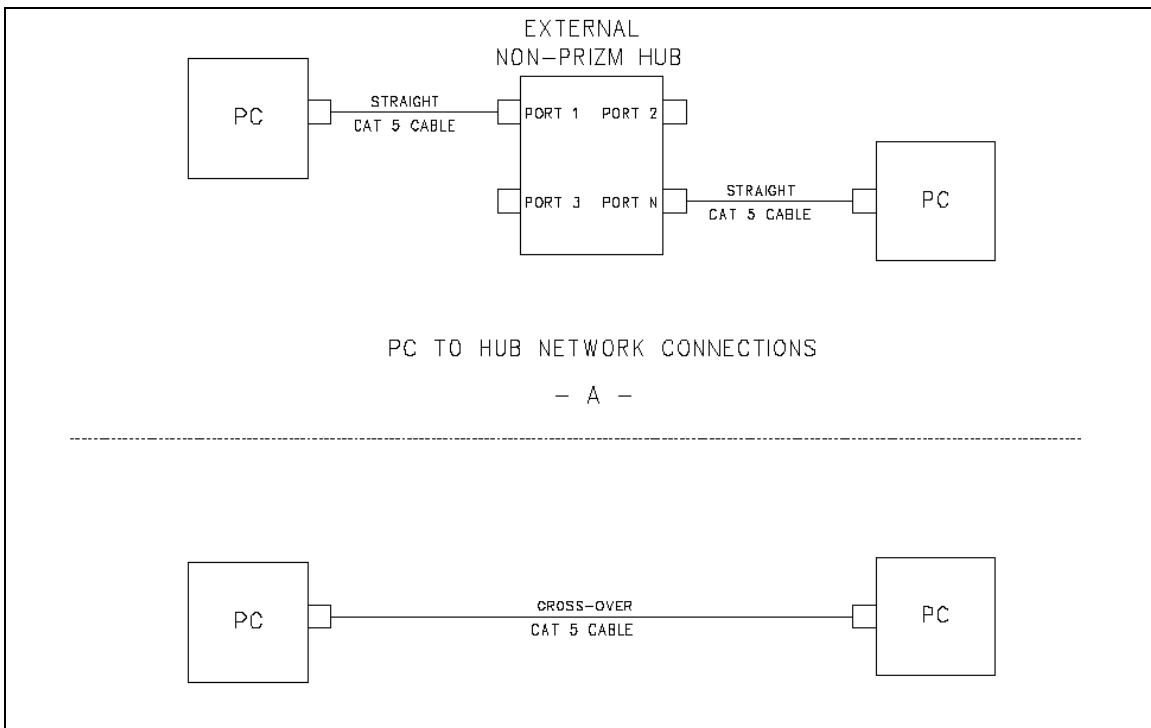 EXTERNAL
NON-PRIZM HUB
PC
STRAIGHT
CAT 5 CABLE
PORT 1 PORT 2
PORT 3 PORT N
STRAIGHT
CAT 5 CABLE
PC
PC TO HUB NETWORK CONNECTIONS
- A -
PC
CROSS-OVER
CAT 5 CABLE
PC